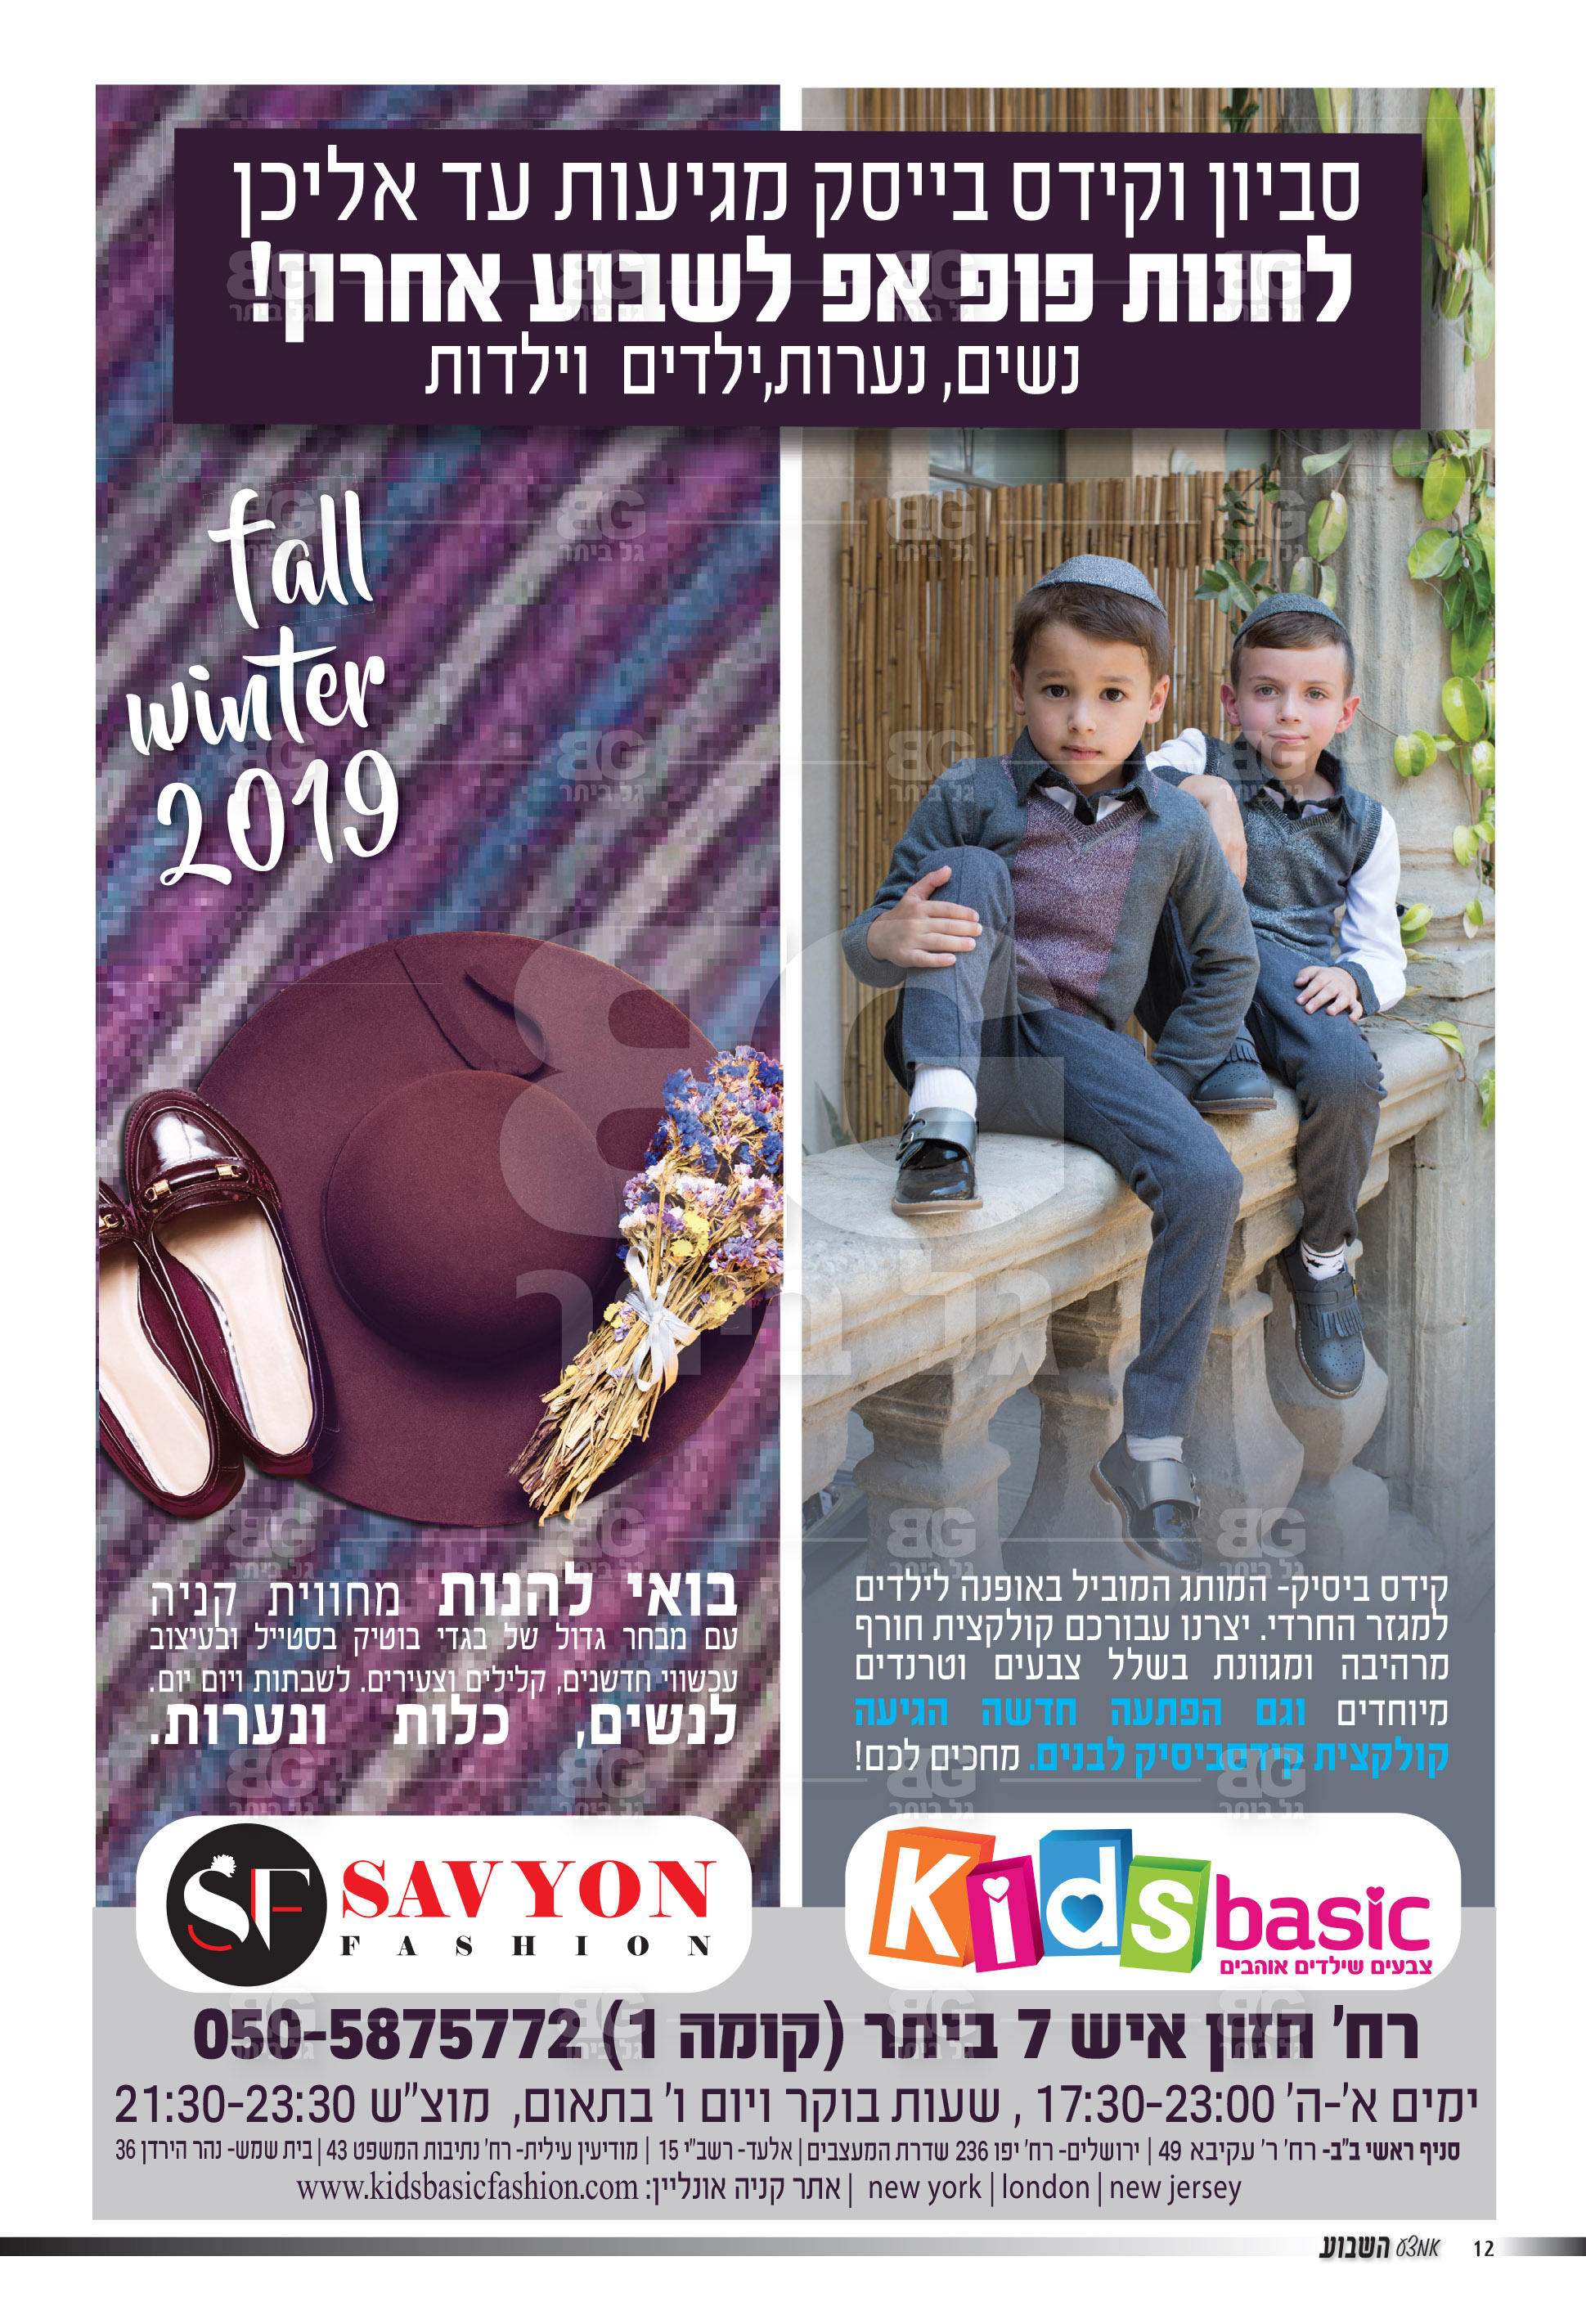 סביון וקידס בייסק מגיעות עד אליכן
לחנות פופ אפ לשבוע אחרון!
נשים, נערות,ילדים וילדות
fall
winter
2019
קידס ביסיק- המותג המוביל באופנה לילדים
למגזר החרדי. יצרנו עבורכם קולקצית חורף
מרהיבה ומגוונת בשלל צבעים וטרנדים
מיוחדים וגם הפתעה חדשה הגיעה
קולקצית קידסביסיק לבנים. מחכים לכם!
בואי להנות מחווית קניה
עם מבחר גדול של בגדי בוטיק בסטייל ובעיצוב
עכשווי חדשנים, קלילים וצעירים. לשבתות ויום יום.
לנשים, כלות ונערות.
Kids basic
צבעים שילדים אוהבים
SF SAVYON
FASHION
רח' חזון איש 7 ביתר (קומה 1) 050-5875772
ימים א'-ה' 17:30-23:00 , שעות בוקר ויום ו' בתאום, מוצ"ש 21:30-23:30
סניף ראשי ב"ב- רח' ר' עקיבא 49 | ירושלים- רח' יפו 236 שדרת המעצבים | אלעד- רשב"י 15 | מודיעין עילית- רח' נתיבות המשפט 43 | בית שמש- נהר הירדן 36
new york | london | new jersey | אתר קניה אונליין: www.kidsbasicfashion.com
12 אמצע השבוע
BG
גל ביתר